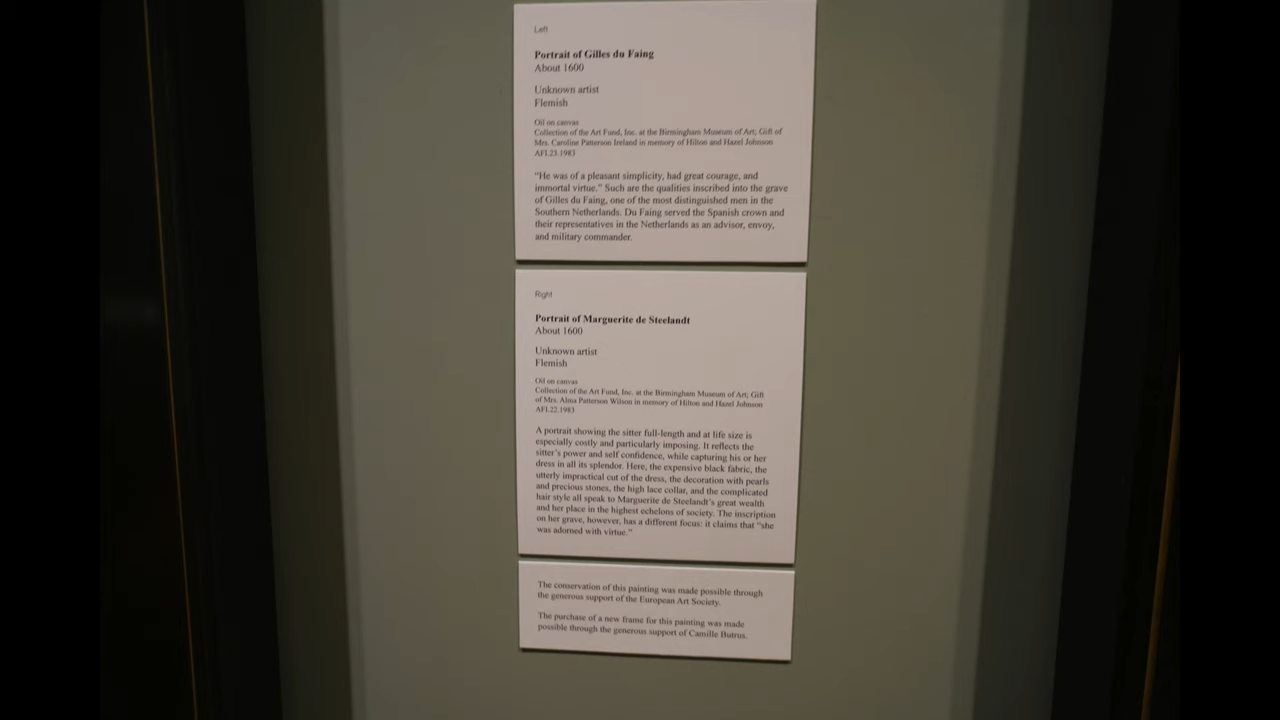 Left
Portrait of Gilles du Faing
About 1600
Unknown artist
Flemish
Oil on canvas
Collection of the Art Fund, Inc. at the Birmingham Museum of Art; Gift of
Mrs. Caroline Patterson Ireland in memory of Hilton and Hazel Johnson
AFI.23.1983
“He was of a pleasant simplicity, had great courage, and
immortal virtue.” Such are the qualities inscribed into the grave
of Gilles du Faing, one of the most distinguished men in the
Southern Netherlands. Du Faing served the Spanish crown and
their representatives in the Netherlands as an advisor, envoy,
and military commander.
Right
Portrait of Marguerite de Steelandt
About 1600
Unknown artist
Flemish
Oil on canvas
Collection of the Art Fund, Inc. at the Birmingham Museum of Art; Gift
of Mrs. Alma Patterson Wilson in memory of Hilton and Hazel Johnson
AFI.22.1983
A portrait showing the sitter full-length and at life size is
especially costly and particularly imposing. It reflects the
sitter’s power and self confidence, while capturing his or her
dress in all its splendor. Here, the expensive black fabric, the
utterly impractical cut of the dress, the decoration with pearls
and precious stones, the high lace collar, and the complicated
hair style all speak to Marguerite de Steelandt’s great wealth
and her place in the highest echelons of society. The inscription
on her grave, however, has a different focus: it claims that “she
was adorned with virtue.”
The conservation of this painting was made possible through
the generous support of the European Art Society.
The purchase of a new frame for this painting was made
possible through the generous support of Camille Butrus.